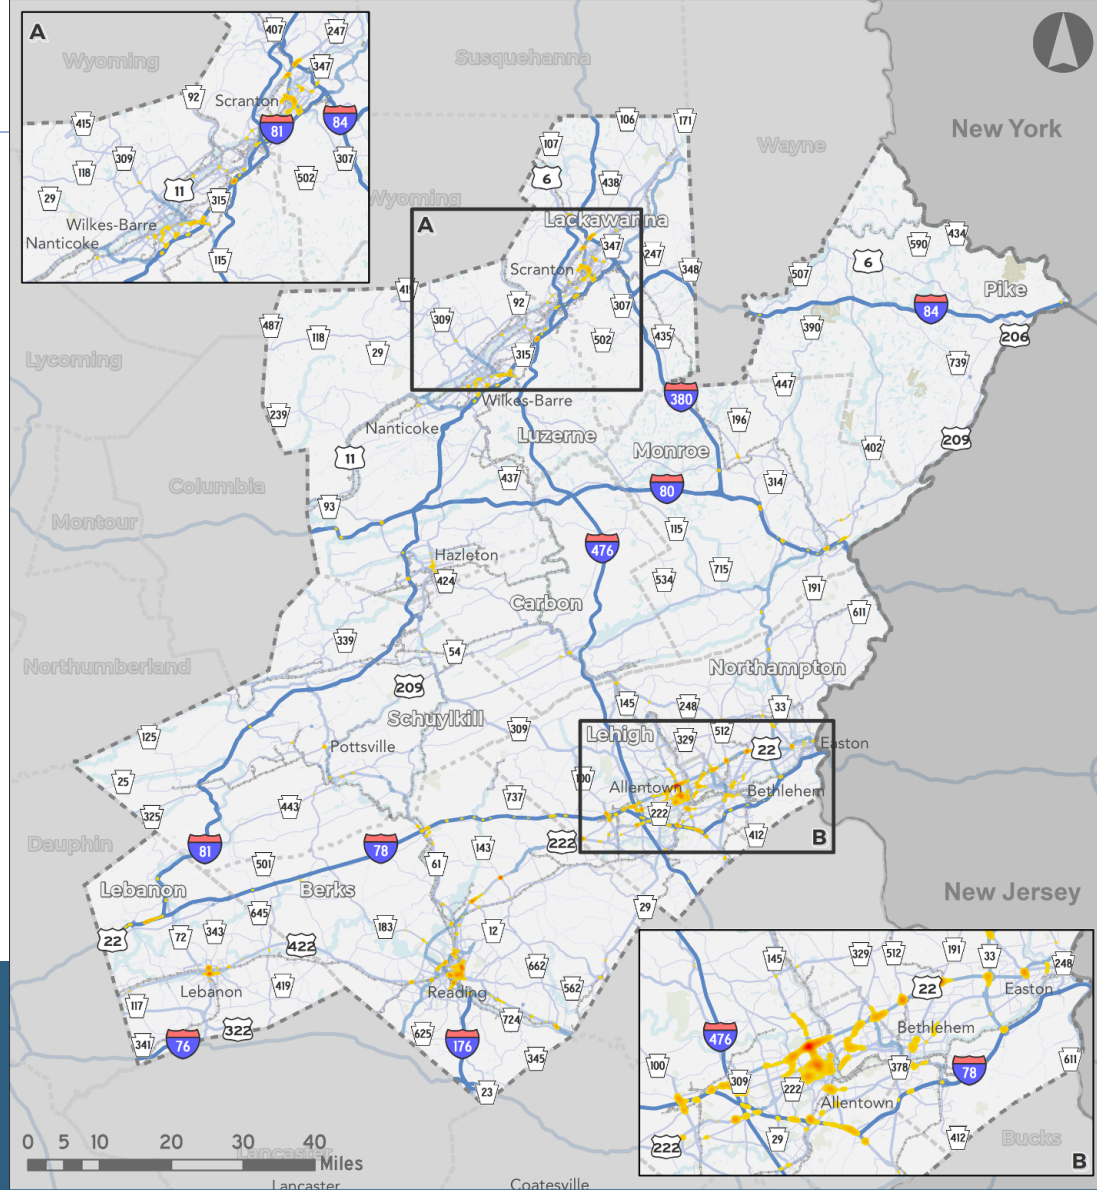 A
407
247
Wyoming
347
92
Scranton
84
81
415
309
307
118
502
11
29
315
Wilkes-Barre
Nanticoke
115
Susquehanna
106
171
New York
107
Wayne
6
438
Wyoming
Lackawanna
A
347
434
590
247
6
Scranton
348
507
415
Pike
92
307
84
309
487
390
118
502
435
206
29
315
739
447
380
Lycoming
Wilkes-Barre
239
196
Nanticoke
Luzerne
209
Monroe
402
11
437
314
Columbia
80
93
Montour
115
476
Hazleton
715
424
534
191
Carbon
611
339
54
Northumberland
Northampton
209
145
248
33
Schuylkill
309
512
125
Lehigh
329
22
Easton
Pottsville
100
25
Allentown
Bethlehem
737
443
222
325
412
B
Dauphin
81
78
222
143
501
61
Lebanon
Berks
New Jersey
29
645
183
12
22
72
343
422
662
419
562
Lebanon
Reading
117
724
322
625
341
76
176
345
23
0 5 10 20 30 40
Miles
Lancaster
Lancaster
Coatesville
145
329
512
191
33
248
22
Easton
476
Bethlehem
100
378
611
309
78
222
Allentown
29
412
222
Bucks
B